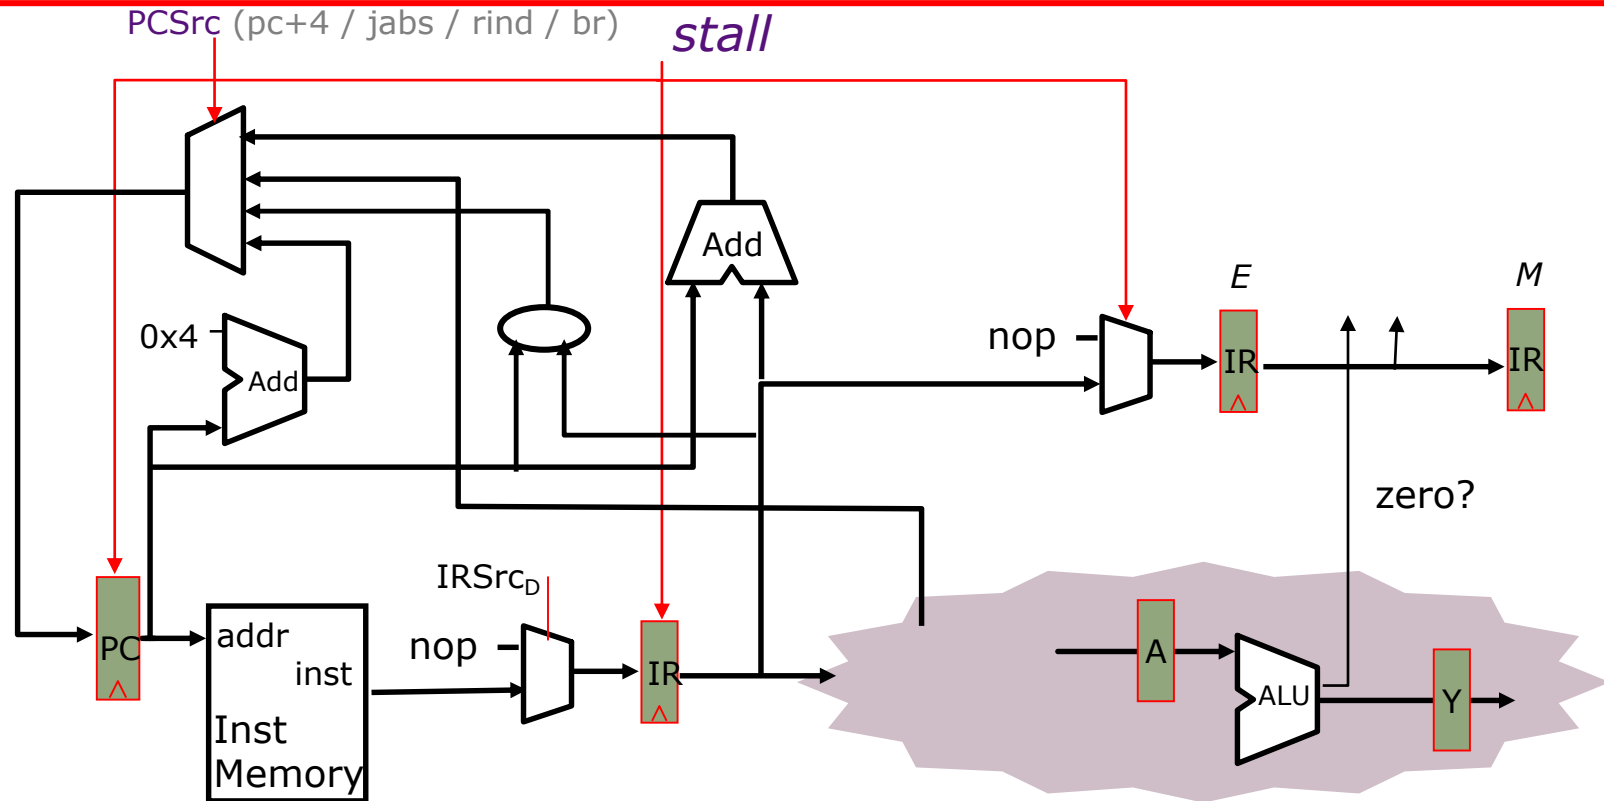 PCSrc (pc+4 / jabs / rind / br)
stall
Add
0x4
Add
nop
E
IR
M
IR
zero?
PC
addr
inst
Inst
Memory
IRSrcD
nop
IR
A
ALU
Y